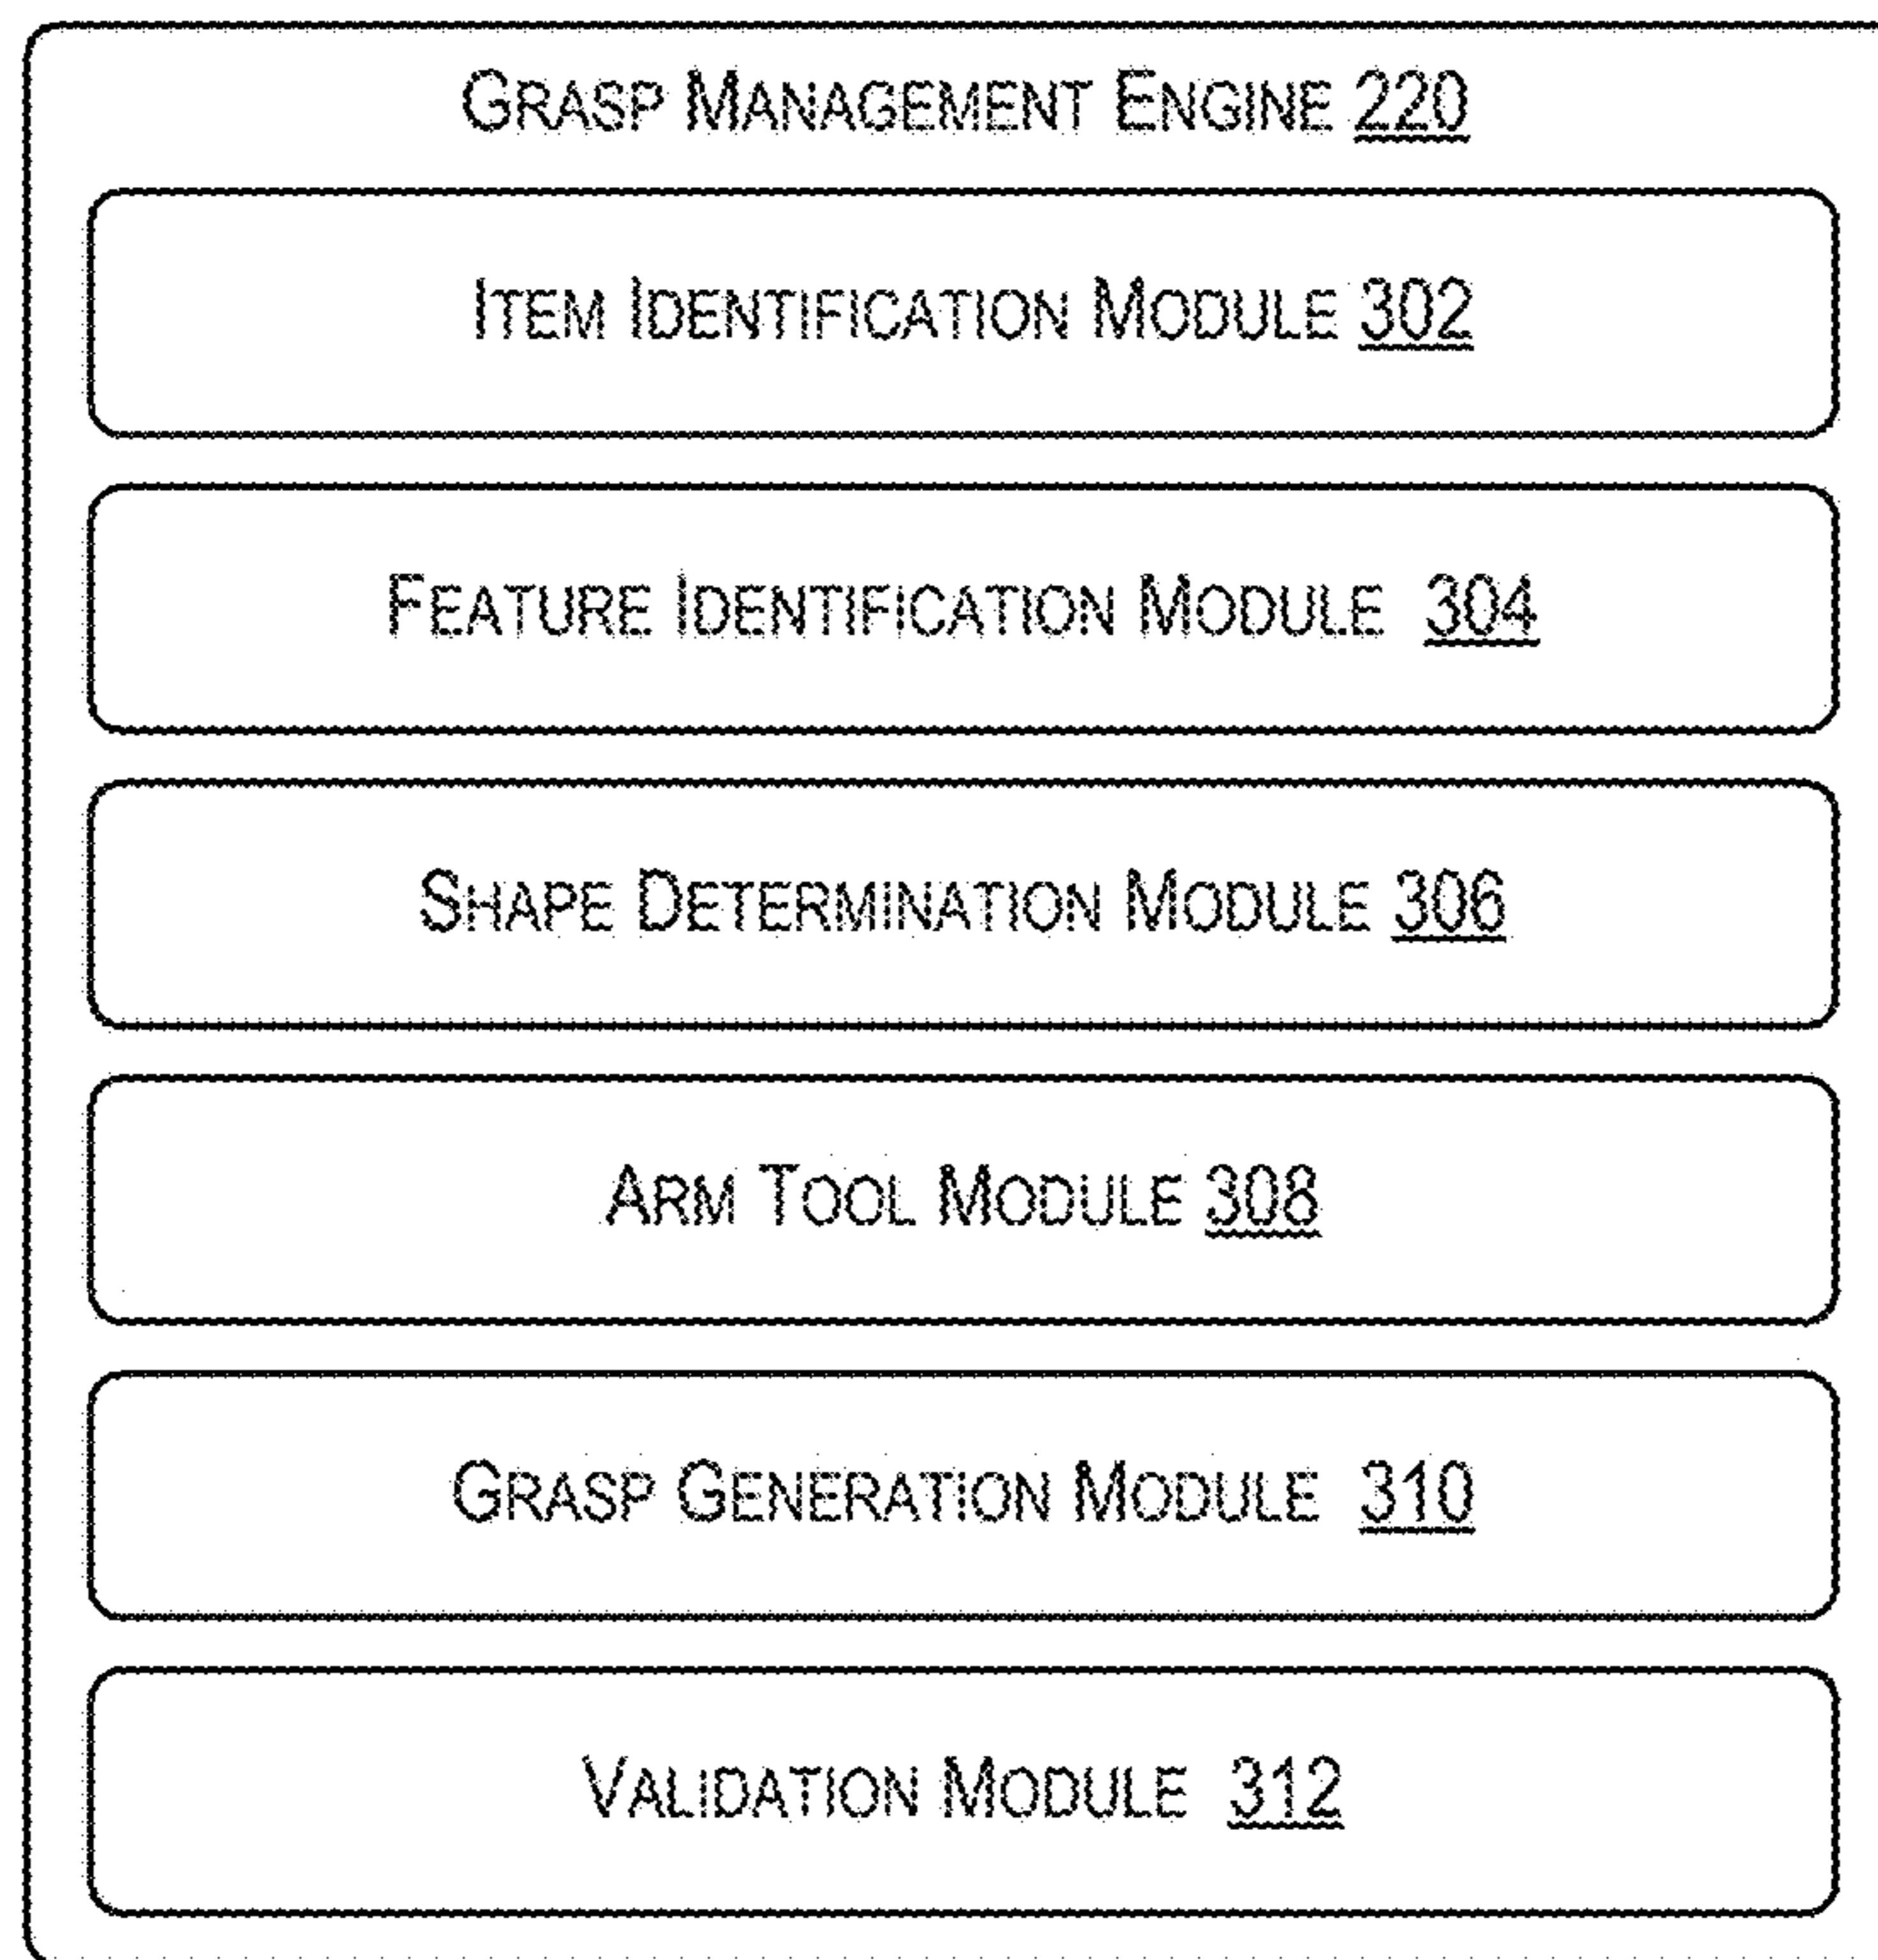 GRASP MANAGEMENT ENGINE 220
ITEM IDENTIFICATION MODULE 302
FEATURE IDENTIFICATION MODULE 304
SHAPE DETERMINATION MODULE 306
ARM TOOL MODULE 308
GRASP GENERATION MODULE 310
VALIDATION MODULE 312